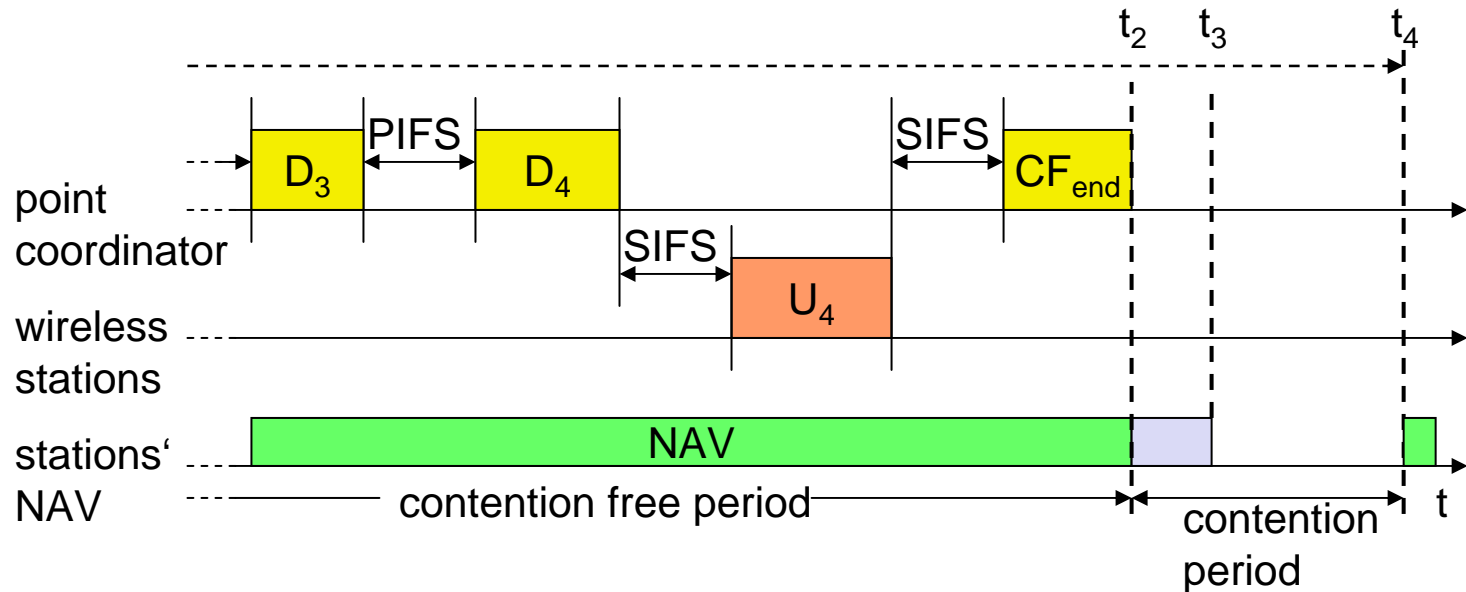 t2 t3 t4
D3 PIFS D4 SIFS CFend
point
coordinator
SIFS
U4
wireless
stations
NAV
stations‘
NAV
contention free period
t
contention
period